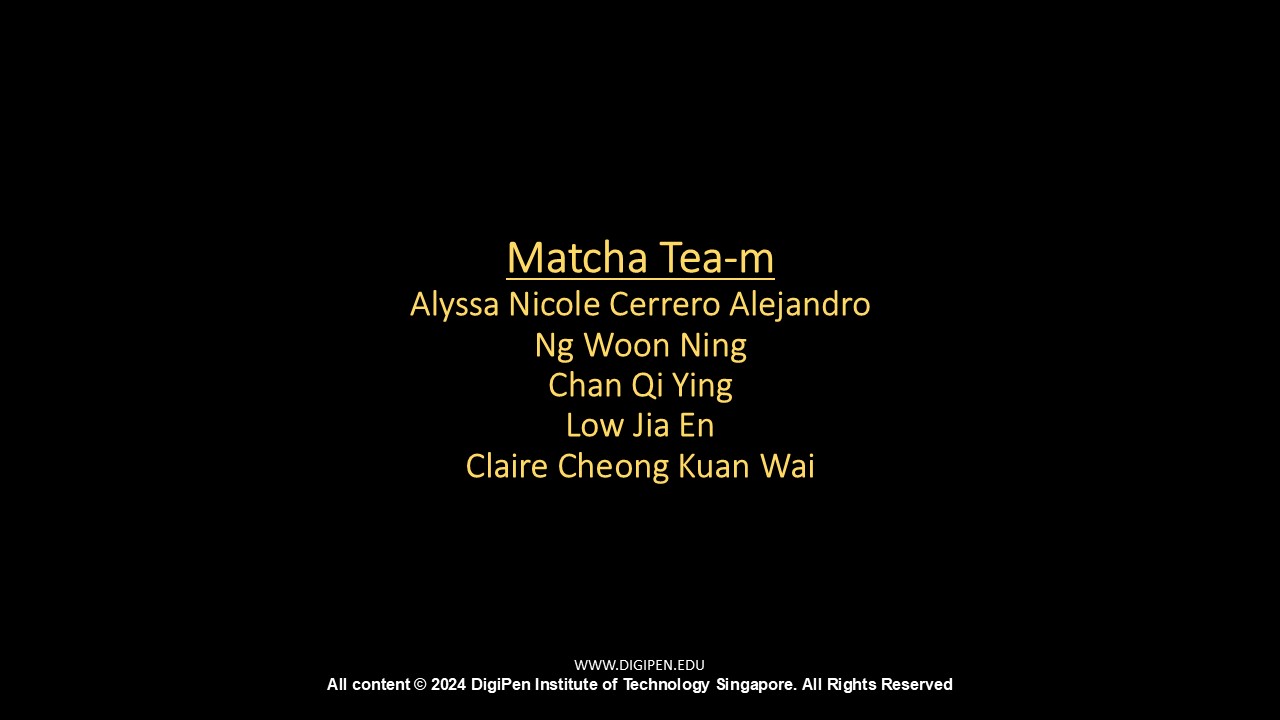 Matcha Tea-m
Alyssa Nicole Cerrero Alejandro
Ng Woon Ning
Chan Qi Ying
Low Jia En
Claire Cheong Kuan Wai
WWW.DIGIPEN.EDU
All content © 2024 DigiPen Institute of Technology Singapore. All Rights Reserved